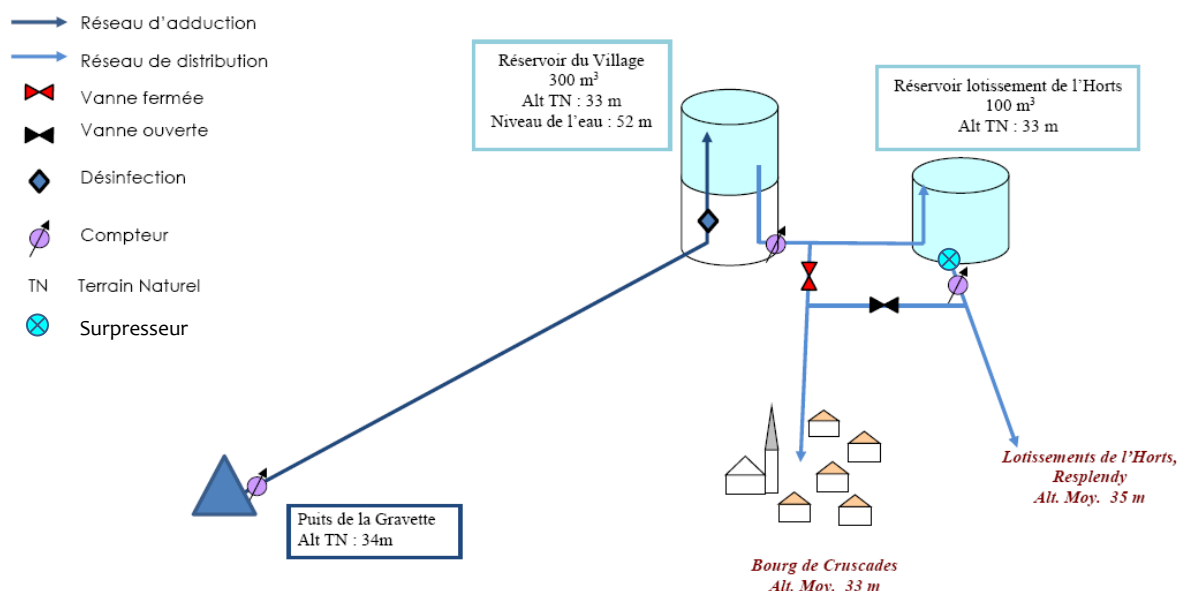 Réseau d'adduction
Réseau de distribution
Vanne fermée
Vanne ouverte
Désinfection
Compteur
TN Terrain Naturel
Surpresseur
Réservoir du Village
300 m³
Alt TN : 33 m
Niveau de l'eau : 52 m
Réservoir lotissement de l'Horts
100 m³
Alt TN : 33 m
Puits de la Gravette
Alt TN : 34m
Lotissements de l'Horts,
Resplendy
Alt. Moy. 35 m
Bourg de Cruscades
Alt. Moy. 33 m